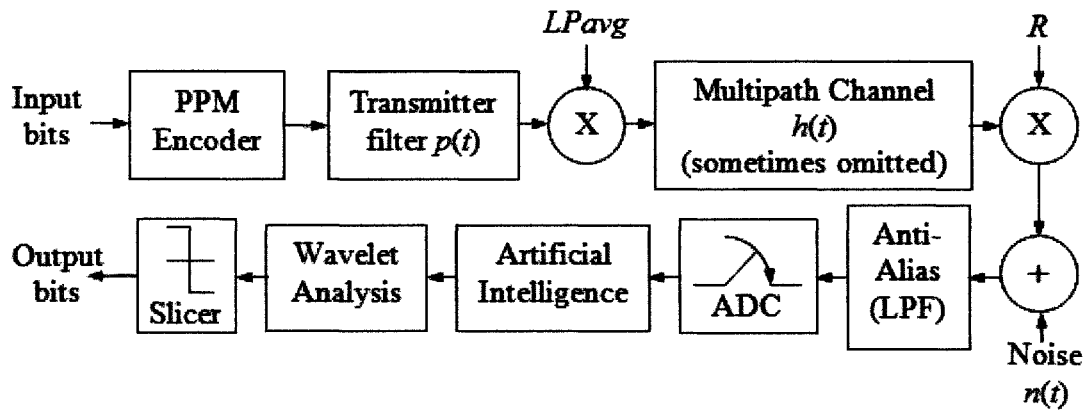 LPavg
R
Input
bits
PPM
Encoder
Transmitter
filter p(t)
X
Multipath Channel
h(t)
(sometimes omitted)
X
Output
bits
Slicer
Wavelet
Analysis
Artificial
Intelligence
ADC
Anti-
Alias
(LPF)
+
Noise
n(t)